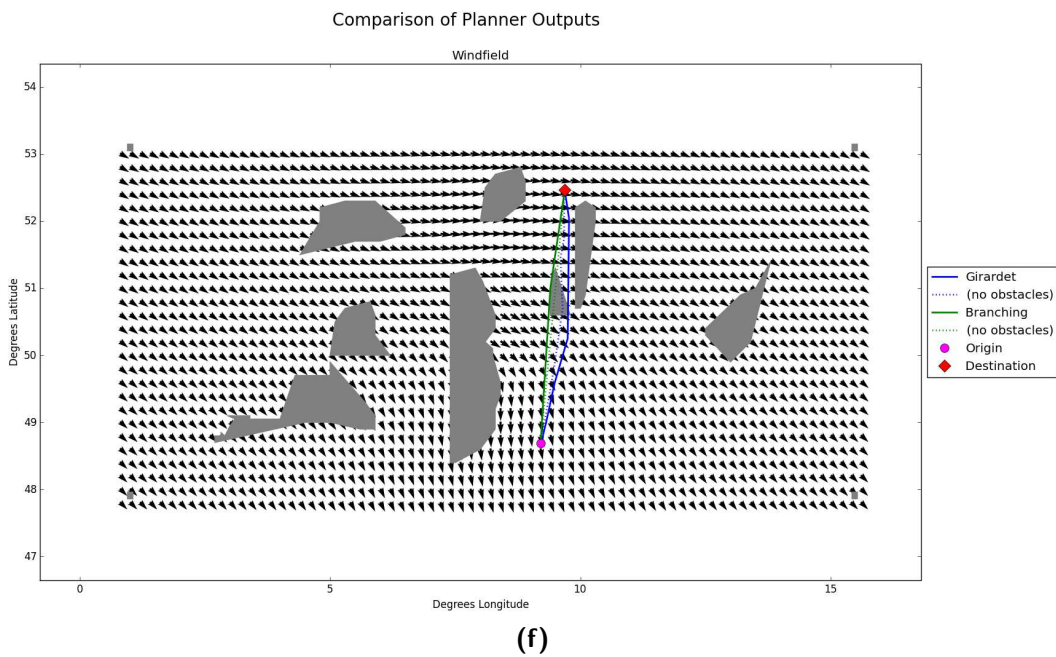 Comparison of Planner Outputs
Windfield
54
53
52
51
50
49
48
47
0 5 10 15
Degrees Latitude
Degrees Longitude
Girardet
(no obstacles)
Branching
(no obstacles)
Origin
Destination
(f)